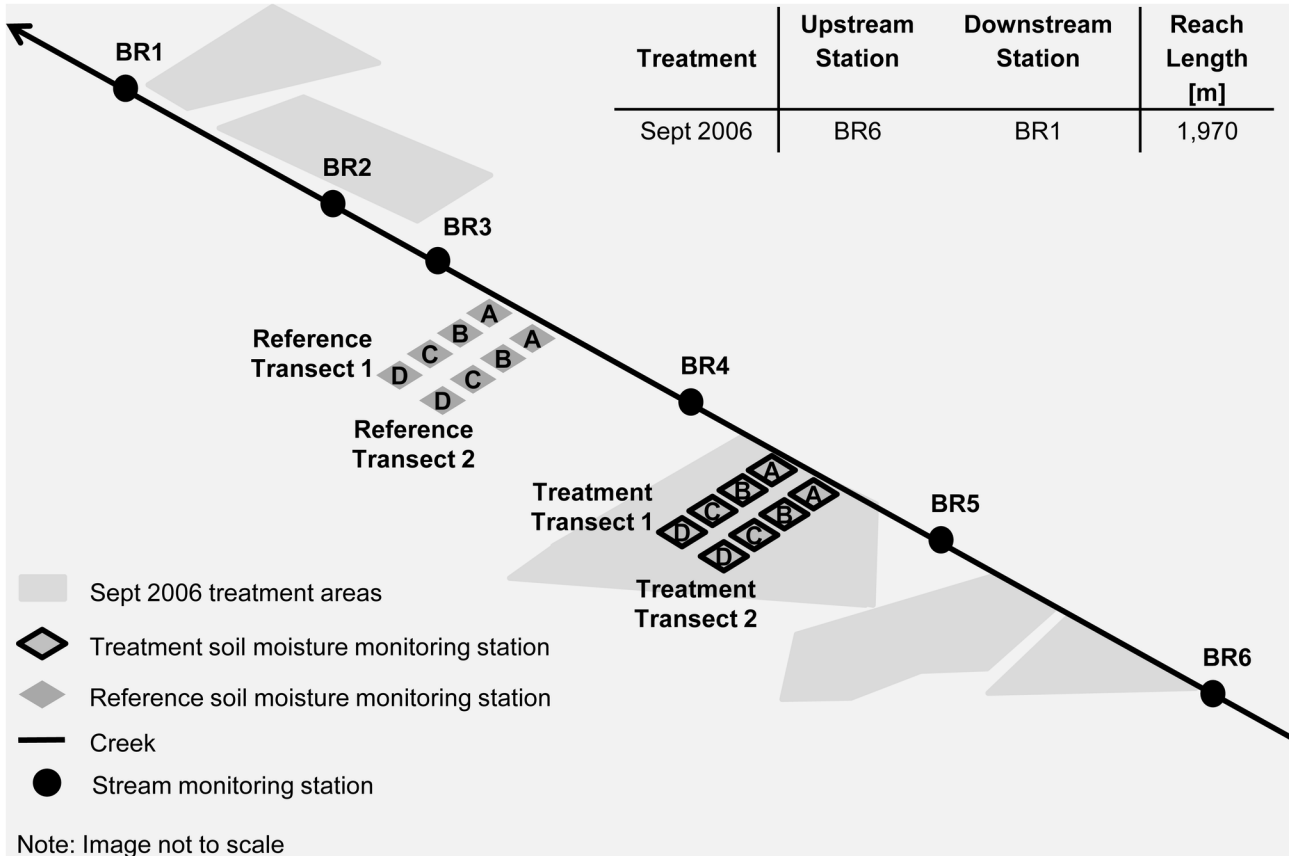 Treatment Upstream Station Downstream Station Reach Length [m]
Sept 2006 BR6 BR1 1,970
BR1
BR2
BR3
Reference
Transect 1
A
B
C
D
A
B
C
D
Reference
Transect 2
BR4
Treatment
Transect 1
A
B
C
D
A
B
C
D
Treatment
Transect 2
BR5
BR6
Sept 2006 treatment areas
Treatment soil moisture monitoring station
Reference soil moisture monitoring station
Creek
Stream monitoring station
Note: Image not to scale